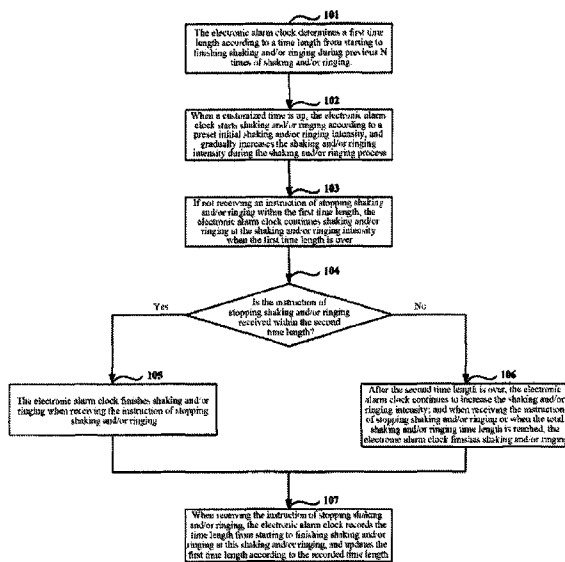 101
The electronic alarm clock determines a first time
length according to a time length from starting to
finishing shaking and/or ringing during previous N
times of shaking and/or ringing.
102
When a customized time is up, the electronic alarm
clock starts shaking and/or ringing according to a
preset initial shaking and/or ringing intensity, and
gradually increases the shaking and/or ringing
intensity during the shaking and/or ringing process
103
If not receiving an instruction of stopping shaking
and/or ringing within the first time length, the
electronic alarm clock continues shaking and/or
ringing at the shaking and/or ringing intensity
when the first time length is over
104
Is the instruction of
stopping shaking and/or ringing
received within the second
time length?
Yes
No
105
The electronic alarm clock finishes shaking and/or
ringing when receiving the instruction of stopping
shaking and/or ringing
106
After the second time length is over, the electronic
alarm clock continues to increase the shaking and/or
ringing intensity; and when receiving the instruction
of stopping shaking and/or ringing or when the total
shaking and/or ringing time length is reached, the
electronic alarm clock finishes shaking and/or ringing
107
When receiving the instruction of stopping shaking
and/or ringing, the electronic alarm clock records the
time length from starting to finishing shaking and/or
ringing at this shaking and/or ringing, and updates the
first time length according to the recorded time length